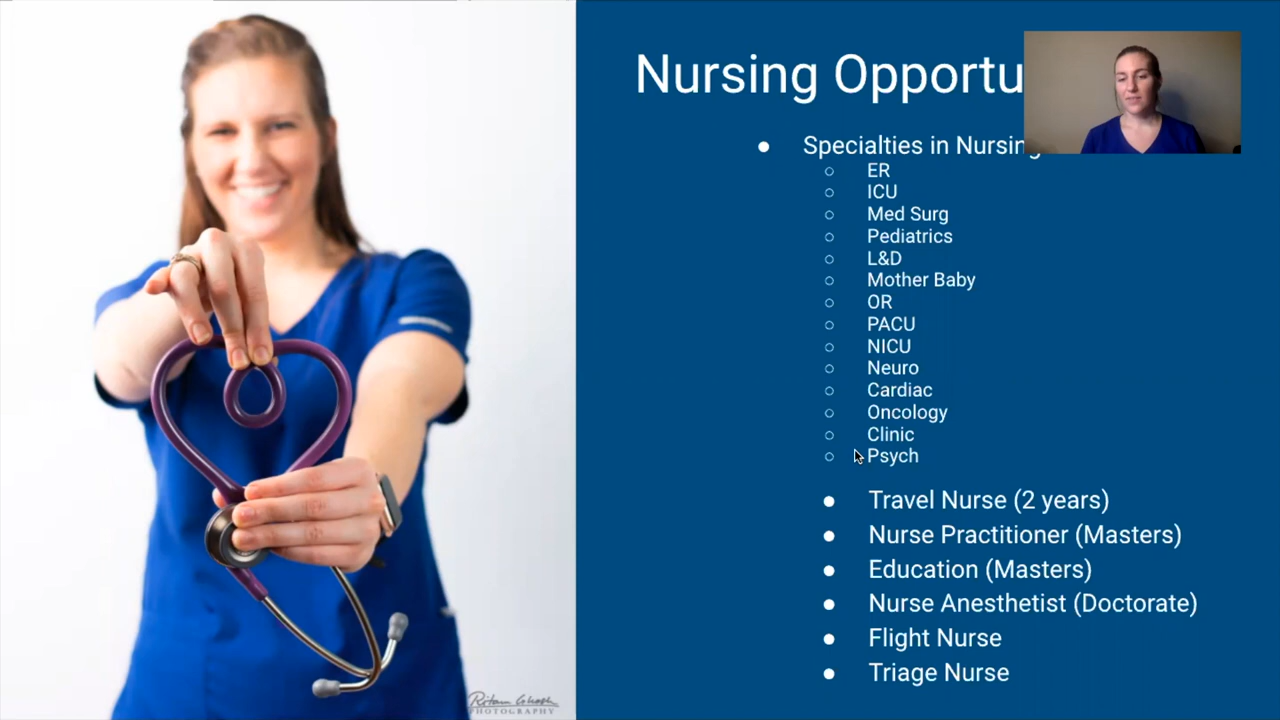 Nursing Opportu
Specialties in Nursing
ER
ICU
Med Surg
Pediatrics
L&D
Mother Baby
OR
PACU
NICU
Neuro
Cardiac
Oncology
Clinic
Psych
Travel Nurse (2 years)
Nurse Practitioner (Masters)
Education (Masters)
Nurse Anesthetist (Doctorate)
Flight Nurse
Triage Nurse
PHOTOGRAPHY